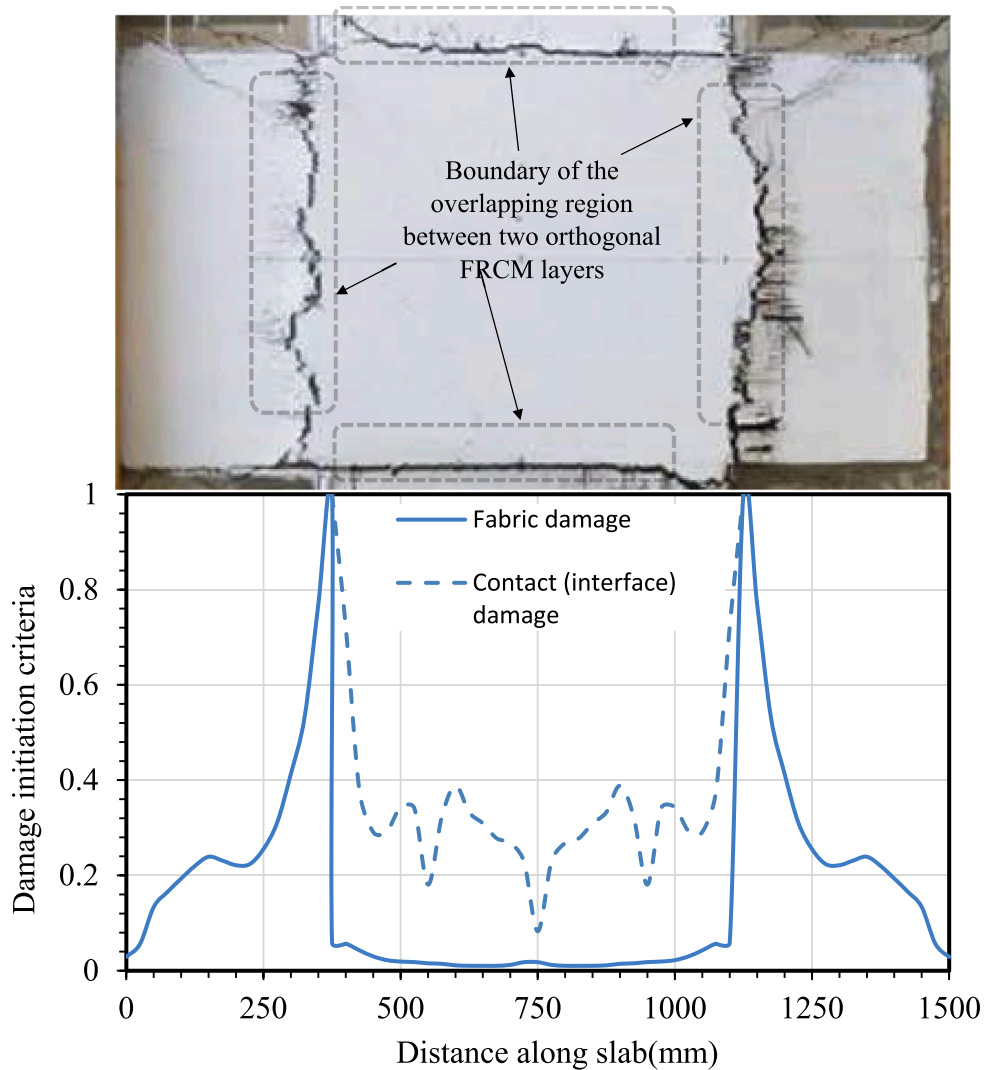 Boundary of the
overlapping region
between two orthogonal
FRCM layers
Fabric damage
Contact (interface)
damage
Damage initiation criteria
1
0.8
0.6
0.4
0.2
0
0 250 500 750 1000 1250 1500
Distance along slab(mm)